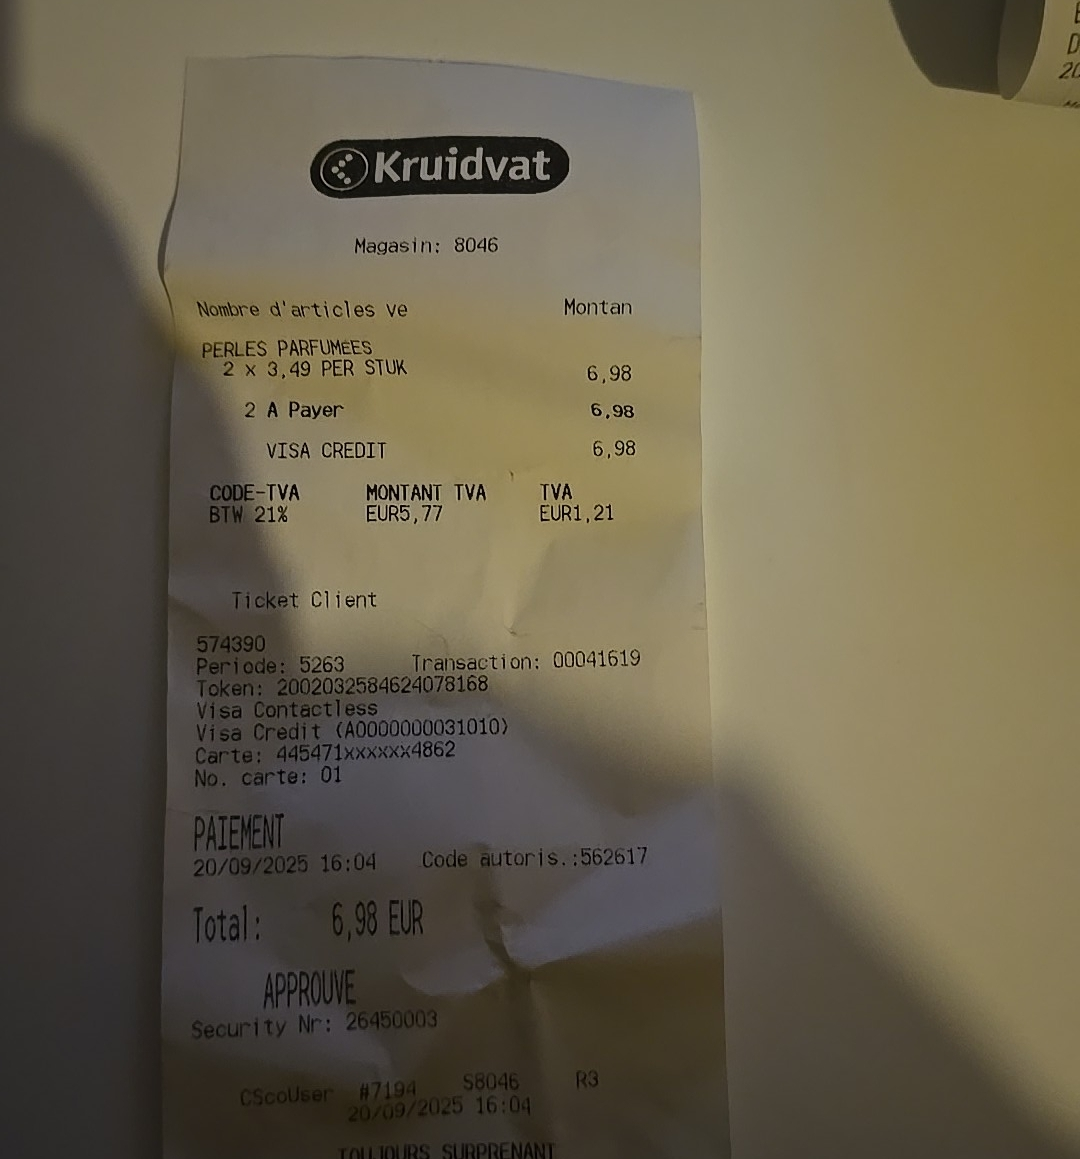 Kruidvat
Magasin: 8046
Nombre d'articles ve Montan
PERLES PARFUMÉES
2 x 3,49 PER STUK 6,98
2 A Payer 6,98
VISA CREDIT 6,98
CODE-TVA MONTANT TVA TVA
BTW 21% EUR5,77 EUR1,21
Ticket Client
574390
Periode: 5263 Transaction: 00041619
Token: 2002032584624078168
Visa Contactless
Visa Credit (A0000000031010)
Carte: 445471xxxxxx4862
No. carte: 01
PAIEMENT
20/09/2025 16:04 Code autoris.:562617
Total: 6,98 EUR
APPROUVE
Security Nr: 26450003
CScoUser #7194 S8046 R3
20/09/2025 16:04
TOUJOURS SURPRENANT
20